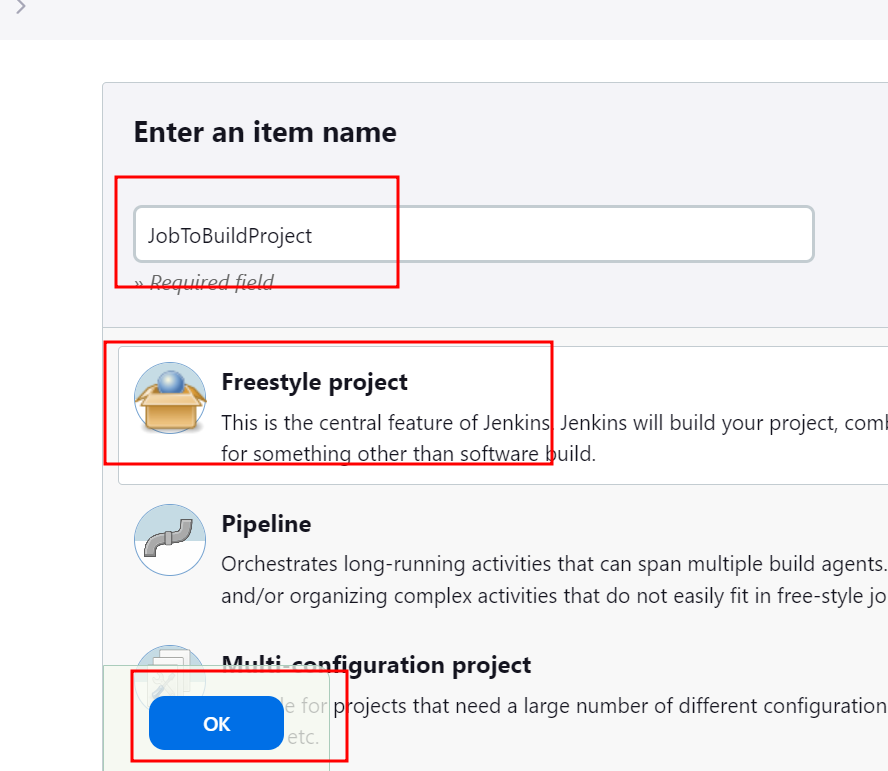 Enter an item name
JobToBuildProject
» Required field
Freestyle project
This is the central feature of Jenkins. Jenkins will build your project, comb
for something other than software build.
Pipeline
Orchestrates long-running activities that can span multiple build agents.
and/or organizing complex activities that do not easily fit in free-style jo
Multi-configuration project
for projects that need a large number of different configuration
OK
etc.